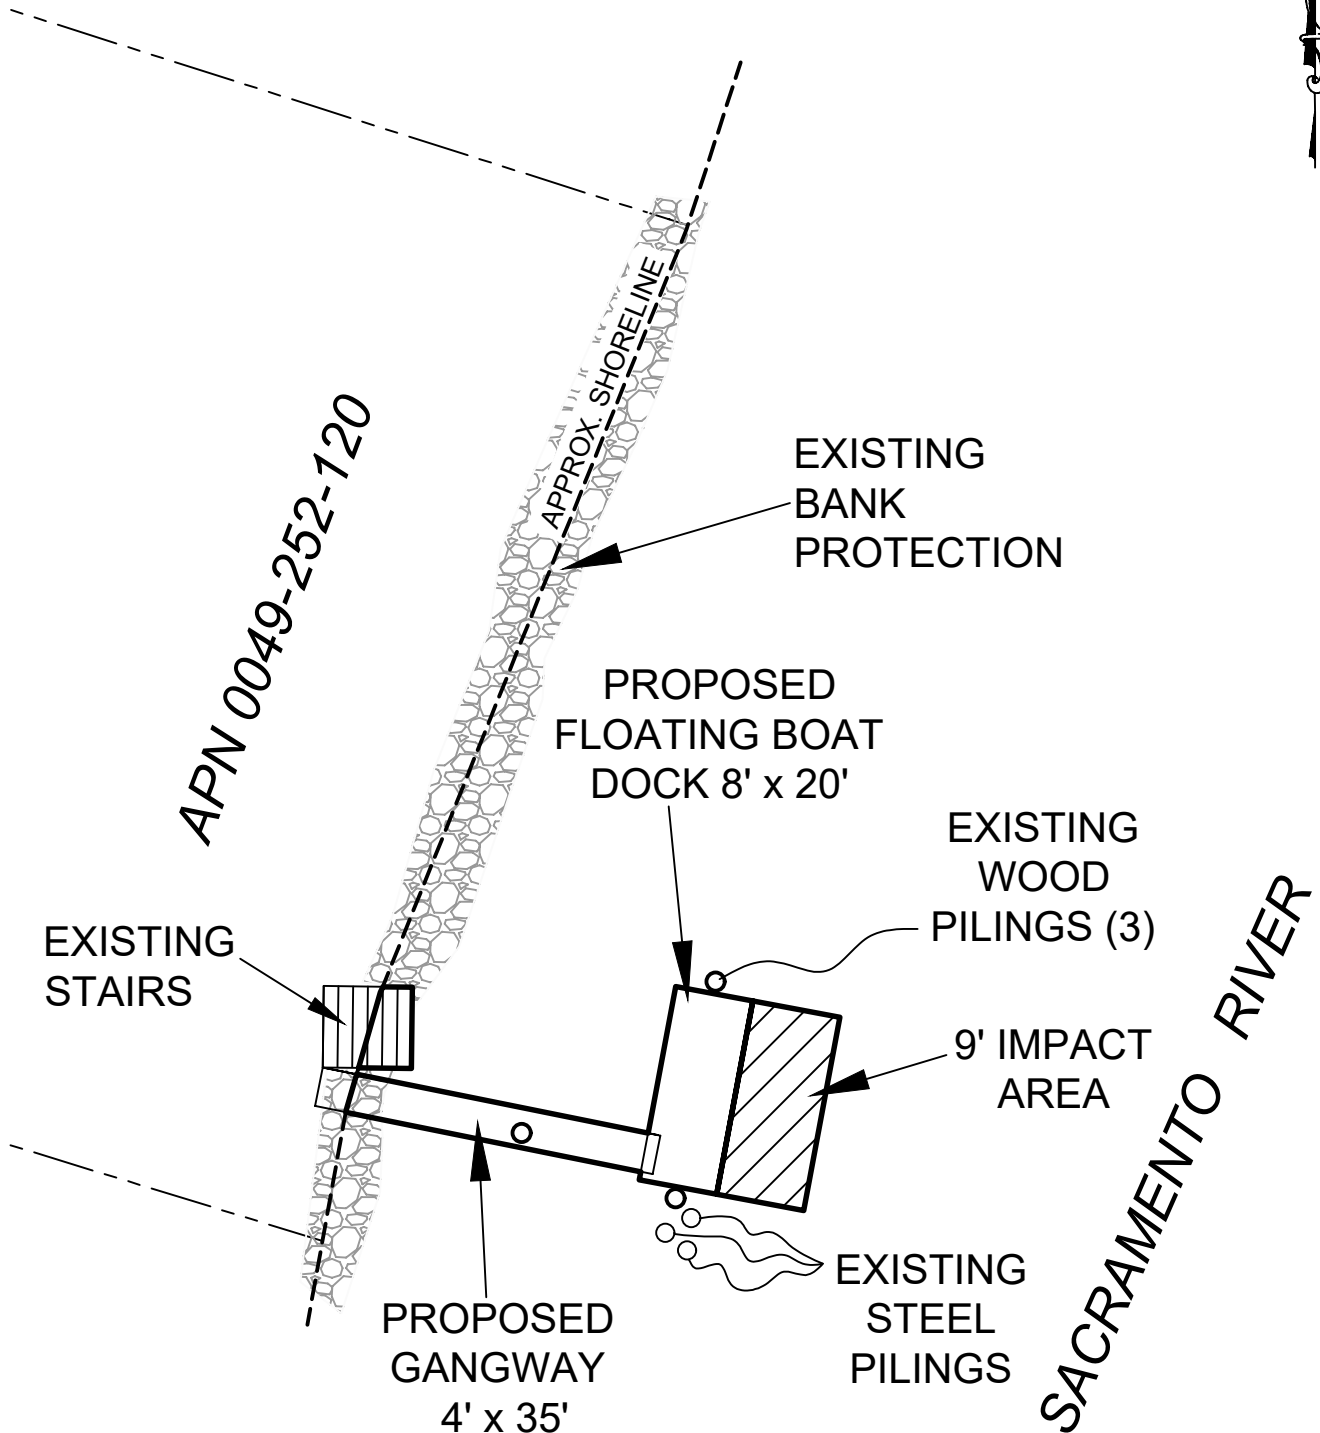 APPROX. SHORELINE
APN 0049-252-120
EXISTING
BANK
PROTECTION
PROPOSED
FLOATING BOAT
DOCK 8' x 20'
EXISTING
WOOD
PILINGS (3)
EXISTING
STAIRS
9' IMPACT
AREA
SACRAMENTO RIVER
EXISTING
STEEL
PILINGS
PROPOSED
GANGWAY
4' x 35'